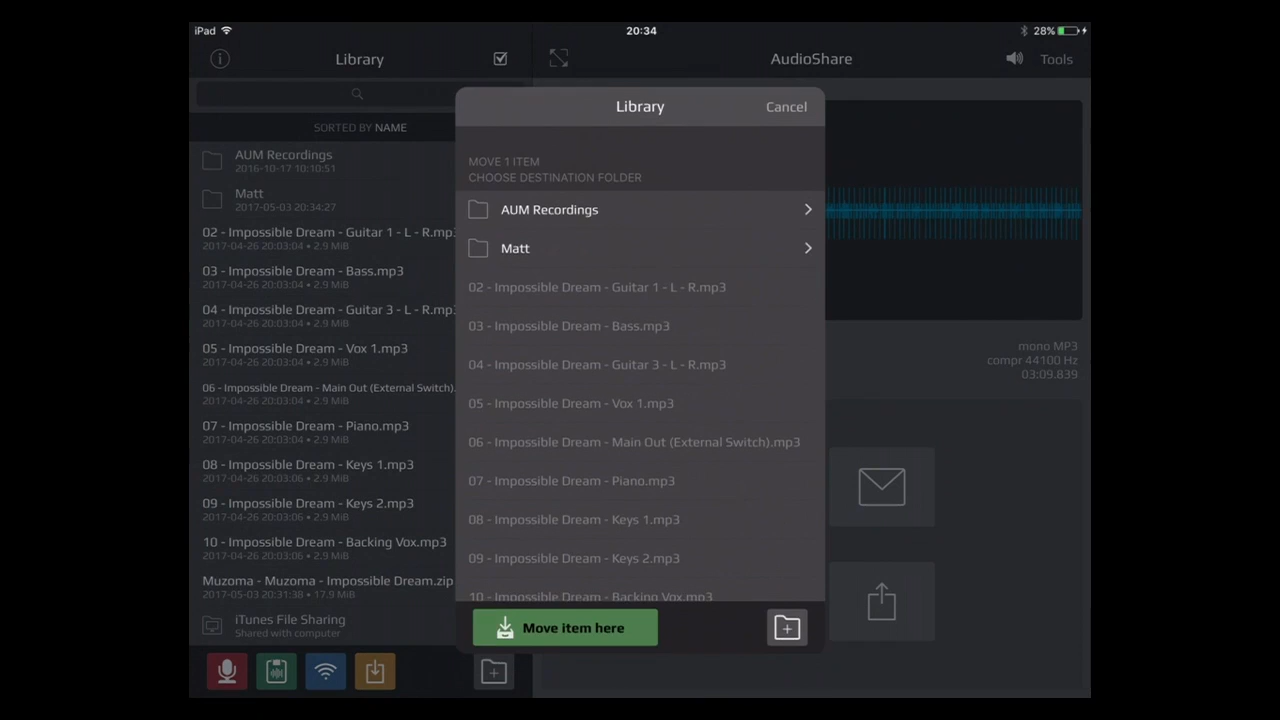 iPad
20:34
28%
Library
AudioShare
Tools
SORTED BY NAME
AUM Recordings
2016-10-17 10:10:51
Matt
2017-05-03 20:34:27
02 - Impossible Dream - Guitar 1 - L - R.mp3
2017-04-26 20:03:04 • 2.9 MiB
03 - Impossible Dream - Bass.mp3
2017-04-26 20:03:04 • 2.9 MiB
04 - Impossible Dream - Guitar 3 - L - R.mp3
2017-04-26 20:03:04 • 2.9 MiB
05 - Impossible Dream - Vox 1.mp3
2017-04-26 20:03:04 • 2.9 MiB
06 - Impossible Dream - Main Out (External Switch).
2017-04-26 20:03:04 • 2.9 MiB
07 - Impossible Dream - Piano.mp3
2017-04-26 20:03:04 • 2.9 MiB
08 - Impossible Dream - Keys 1.mp3
2017-04-26 20:03:06 • 2.9 MiB
09 - Impossible Dream - Keys 2.mp3
2017-04-26 20:03:06 • 2.9 MiB
10 - Impossible Dream - Backing Vox.mp3
2017-04-26 20:03:06 • 2.9 MiB
Muzoma - Muzoma - Impossible Dream.zip
2017-05-03 20:31:38 • 17.9 MiB
iTunes File Sharing
Shared with computer
Library
Cancel
MOVE 1 ITEM
CHOOSE DESTINATION FOLDER
AUM Recordings
Matt
02 - Impossible Dream - Guitar 1 - L - R.mp3
03 - Impossible Dream - Bass.mp3
04 - Impossible Dream - Guitar 3 - L - R.mp3
05 - Impossible Dream - Vox 1.mp3
06 - Impossible Dream - Main Out (External Switch).mp3
07 - Impossible Dream - Piano.mp3
08 - Impossible Dream - Keys 1.mp3
09 - Impossible Dream - Keys 2.mp3
10 - Impossible Dream - Backing Vox.mp3
Move item here
mono MP3
compr 44100 Hz
03:09.839